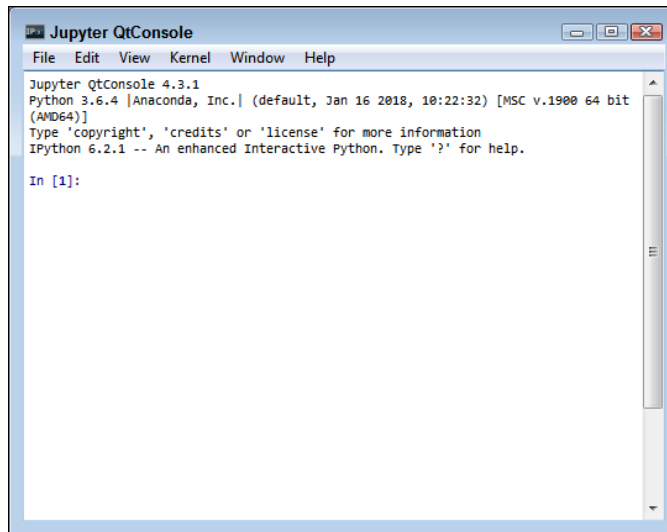 Jupyter QtConsole
File Edit View Kernel Window Help
Jupyter QtConsole 4.3.1
Python 3.6.4 |Anaconda, Inc.| (default, Jan 16 2018, 10:22:32) [MSC v.1900 64 bit
(AMD64)]
Type 'copyright', 'credits' or 'license' for more information
IPython 6.2.1 -- An enhanced Interactive Python. Type '?' for help.
In [1]: